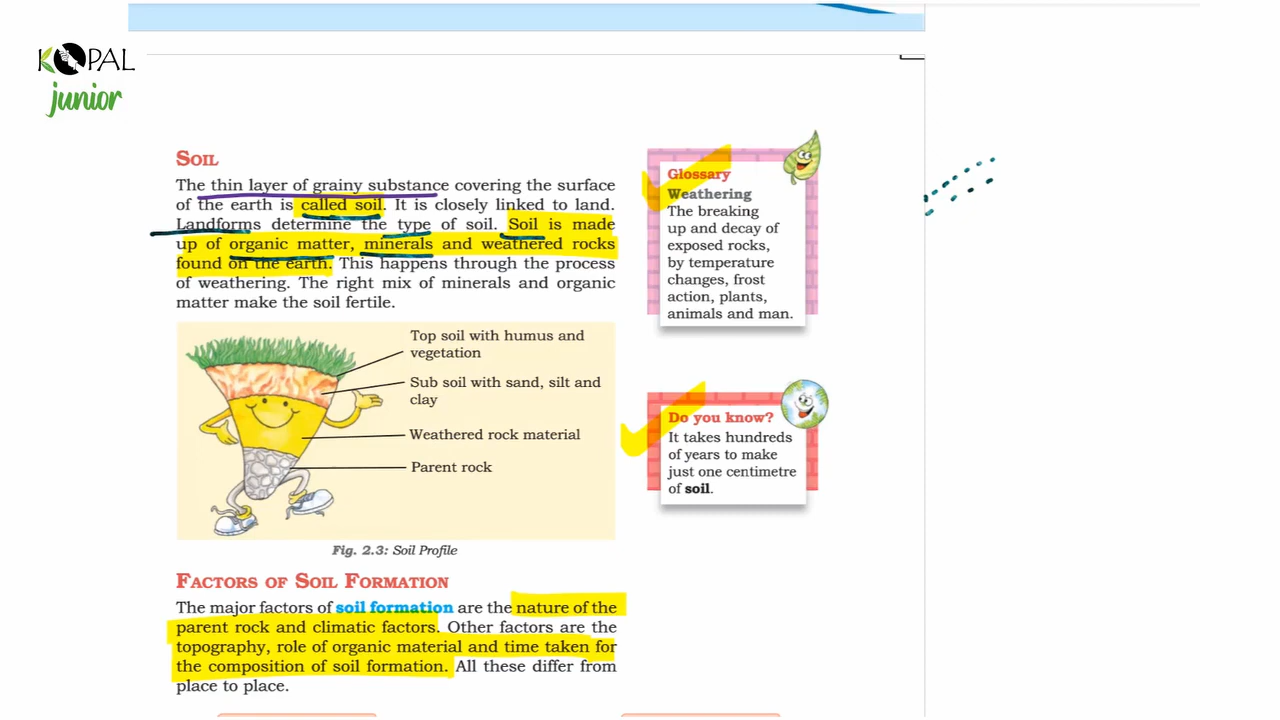 KOPAL
junior
SOIL
The thin layer of grainy substance covering the surface
of the earth is called soil. It is closely linked to land.
Landforms determine the type of soil. Soil is made
up of organic matter, minerals and weathered rocks
found on the earth. This happens through the process
of weathering. The right mix of minerals and organic
matter make the soil fertile.
Top soil with humus and
vegetation
Sub soil with sand, silt and
clay
Weathered rock material
Parent rock
Fig. 2.3: Soil Profile
FACTORS OF SOIL FORMATION
The major factors of soil formation are the nature of the
parent rock and climatic factors. Other factors are the
topography, role of organic material and time taken for
the composition of soil formation. All these differ from
place to place.
Glossary
Weathering
The breaking
up and decay of
exposed rocks,
by temperature
changes, frost
action, plants,
animals and man.
Do you know?
It takes hundreds
of years to make
just one centimetre
of soil.